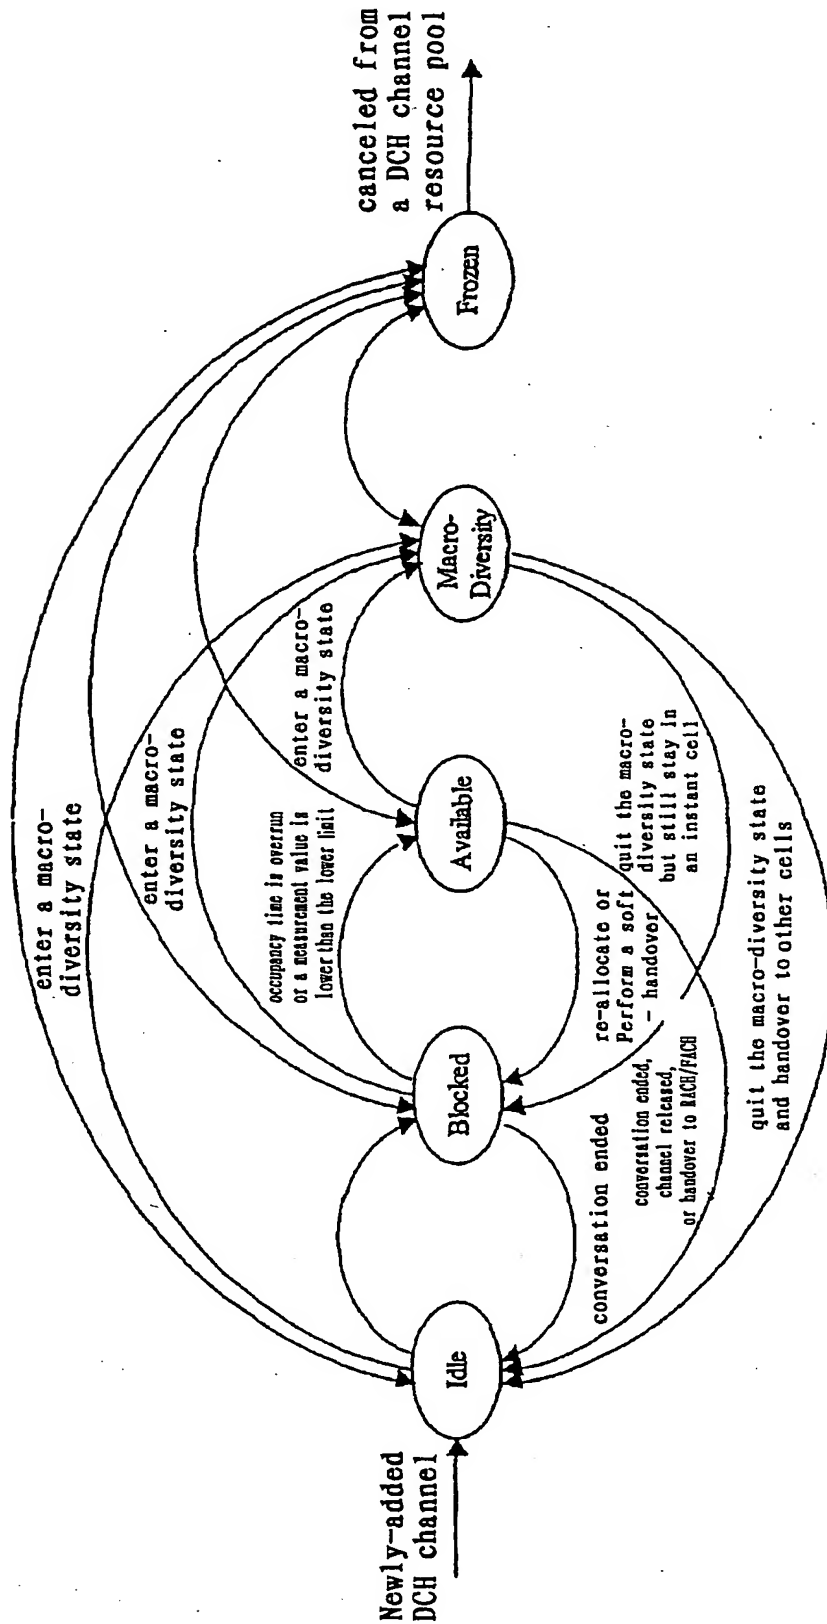 Newly-added
DCH channel
Idle
Blocked
Available
Macro-
Diversity
Frozen
canceled from
a DCH channel
resource pool
enter a macro-
diversity state
enter a macro-
diversity state
occupancy time is overrun
or a measurement value is
lower than the lower limit
enter a macro-
diversity state
conversation ended
re-allocate or
Perform a soft
- handover
conversation ended,
channel released,
or handover to RACH/FACH
quit the macro-
diversity state
but still stay in
an instant cell
quit the macro-diversity state
and handover to other cells